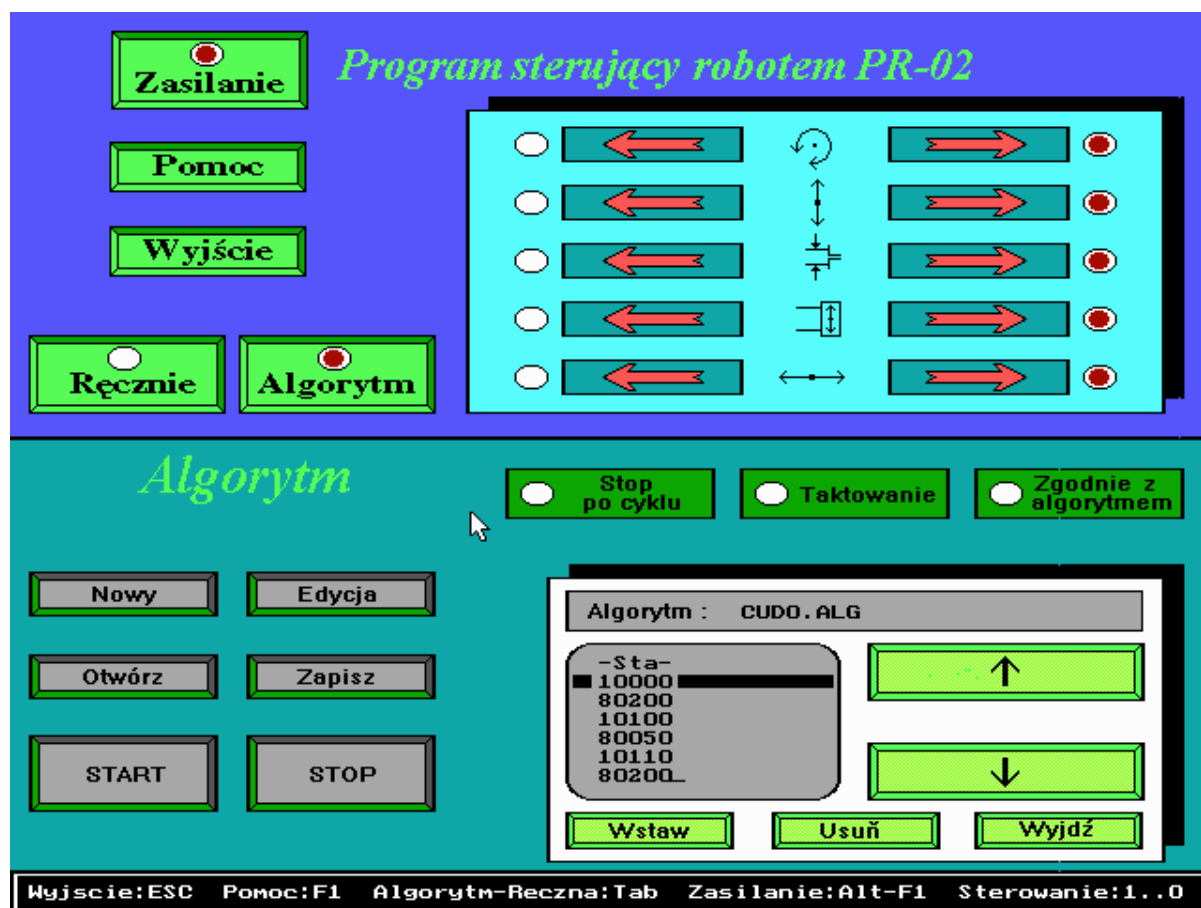 Zasilanie
Program sterujący robotem PR-02
Pomoc
Wyjście
Ręcznie
Algorytm
Algorytm
Stop
po cyklu
Taktowanie
Zgodnie z
algorytmem
Nowy
Edycja
Otwórz
Zapisz
START
STOP
Algorytm : CUDO.ALG
-Sta-
10000
80200
10100
80050
10110
80200_
Wstaw
Usuň
Wyjdź
Wyjscie:ESC Pomoc:F1 Algorytm-Reczna:Tab Zasilanie:Alt-F1 Sterowanie:1..0